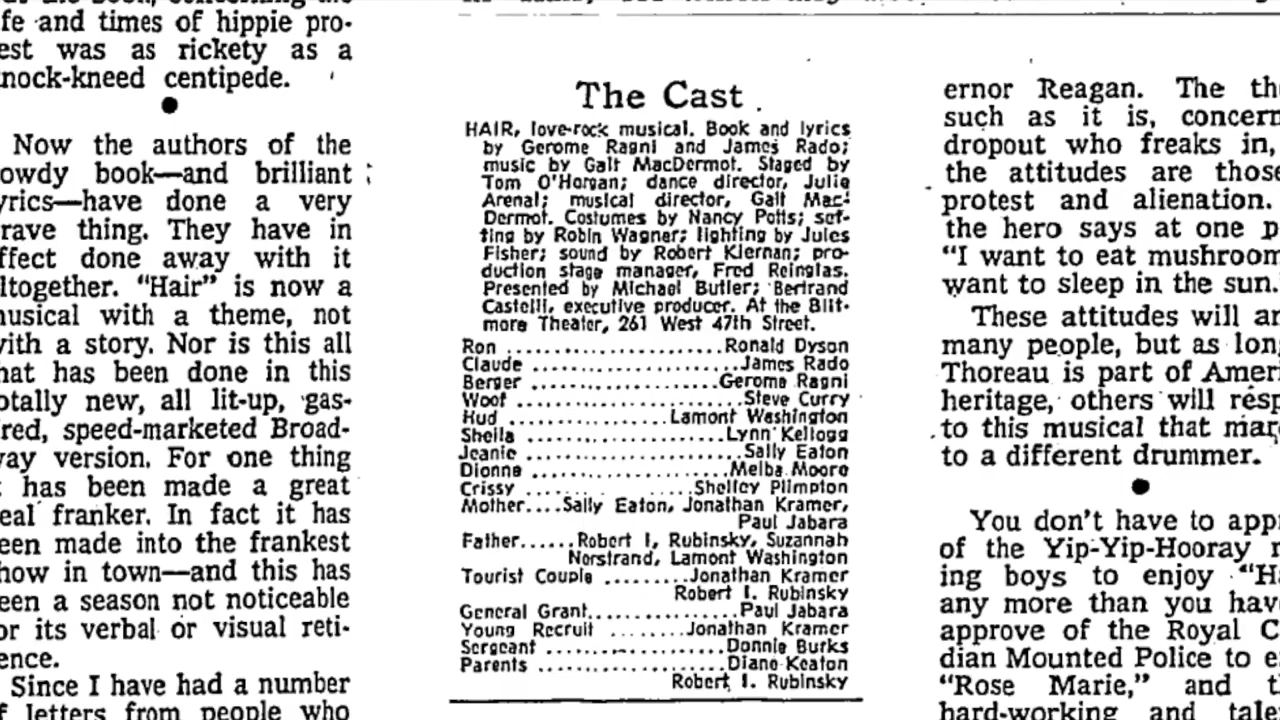 fe and times of hippie pro-
est was as rickety as a
nock-kneed centipede.
●
Now the authors of the
owdy book—and brilliant
yrics—have done a very
rave thing. They have in
ffect done away with it
ltogether. “Hair” is now a
usical with a theme, not
ith a story. Nor is this all
hat has been done in this
otally new, all lit-up, gas-
red, speed-marketed Broad-
ay version. For one thing
has been made a great
eal franker. In fact it has
een made into the frankest
how in town—and this has
een a season not noticeable
or its verbal or visual reti-
ence.
Since I have had a number
f letters from people who
The Cast
HAIR, love-rock musical. Book and lyrics
by Gerome Ragni and James Rado;
music by Galt MacDermot. Staged by
Tom O'Horgan; dance director, Julie
Arenal; musical director, Galt Mac-
Dermot. Costumes by Nancy Potts; set-
ting by Robin Wagner; lighting by Jules
Fisher; sound by Robert Kiernan; pro-
duction stage manager, Fred Reinglas.
Presented by Michael Butler; Bertrand
Castelli, executive producer. At the Bilt-
more Theater, 261 West 47th Street.
Ron ........................Ronald Dyson
Claude ........................James Rado
Berger .....................Gerome Ragni
Woof ..........................Steve Curry
Hud ...................Lamont Washington
Sheila ........................Lynn Kellogg
Jeanie .........................Sally Eaton
Dionne ......................Melba Moore
Crissy ........ .....Shelley Plimpton
Mother....Sally Eaton, Jonathan Kramer,
Paul Jabara
Father......Robert I. Rubinsky, Suzannah
Norstrand, Lamont Washington
Tourist Couple .........Jonathan Kramer
Robert I. Rubinsky
General Grant.................Paul Jabara
Young Recruit ........Jonathan Kramer
Sergeant ..................Donnie Burks
Parents .....................Diane Keaton
Robert I. Rubinsky
ernor Reagan. The th
such as it is, concern
dropout who freaks in,
the attitudes are those
protest and alienation.
the hero says at one p
“I want to eat mushroom
want to sleep in the sun.
These attitudes will an
many people, but as long
Thoreau is part of Ameri
heritage, others will resp
to this musical that marc
to a different drummer.
●
You don't have to appr
of the Yip-Yip-Hooray r
ing boys to enjoy “Ha
any more than you have
approve of the Royal C
dian Mounted Police to e
“Rose Marie,” and th
hard-working and tale